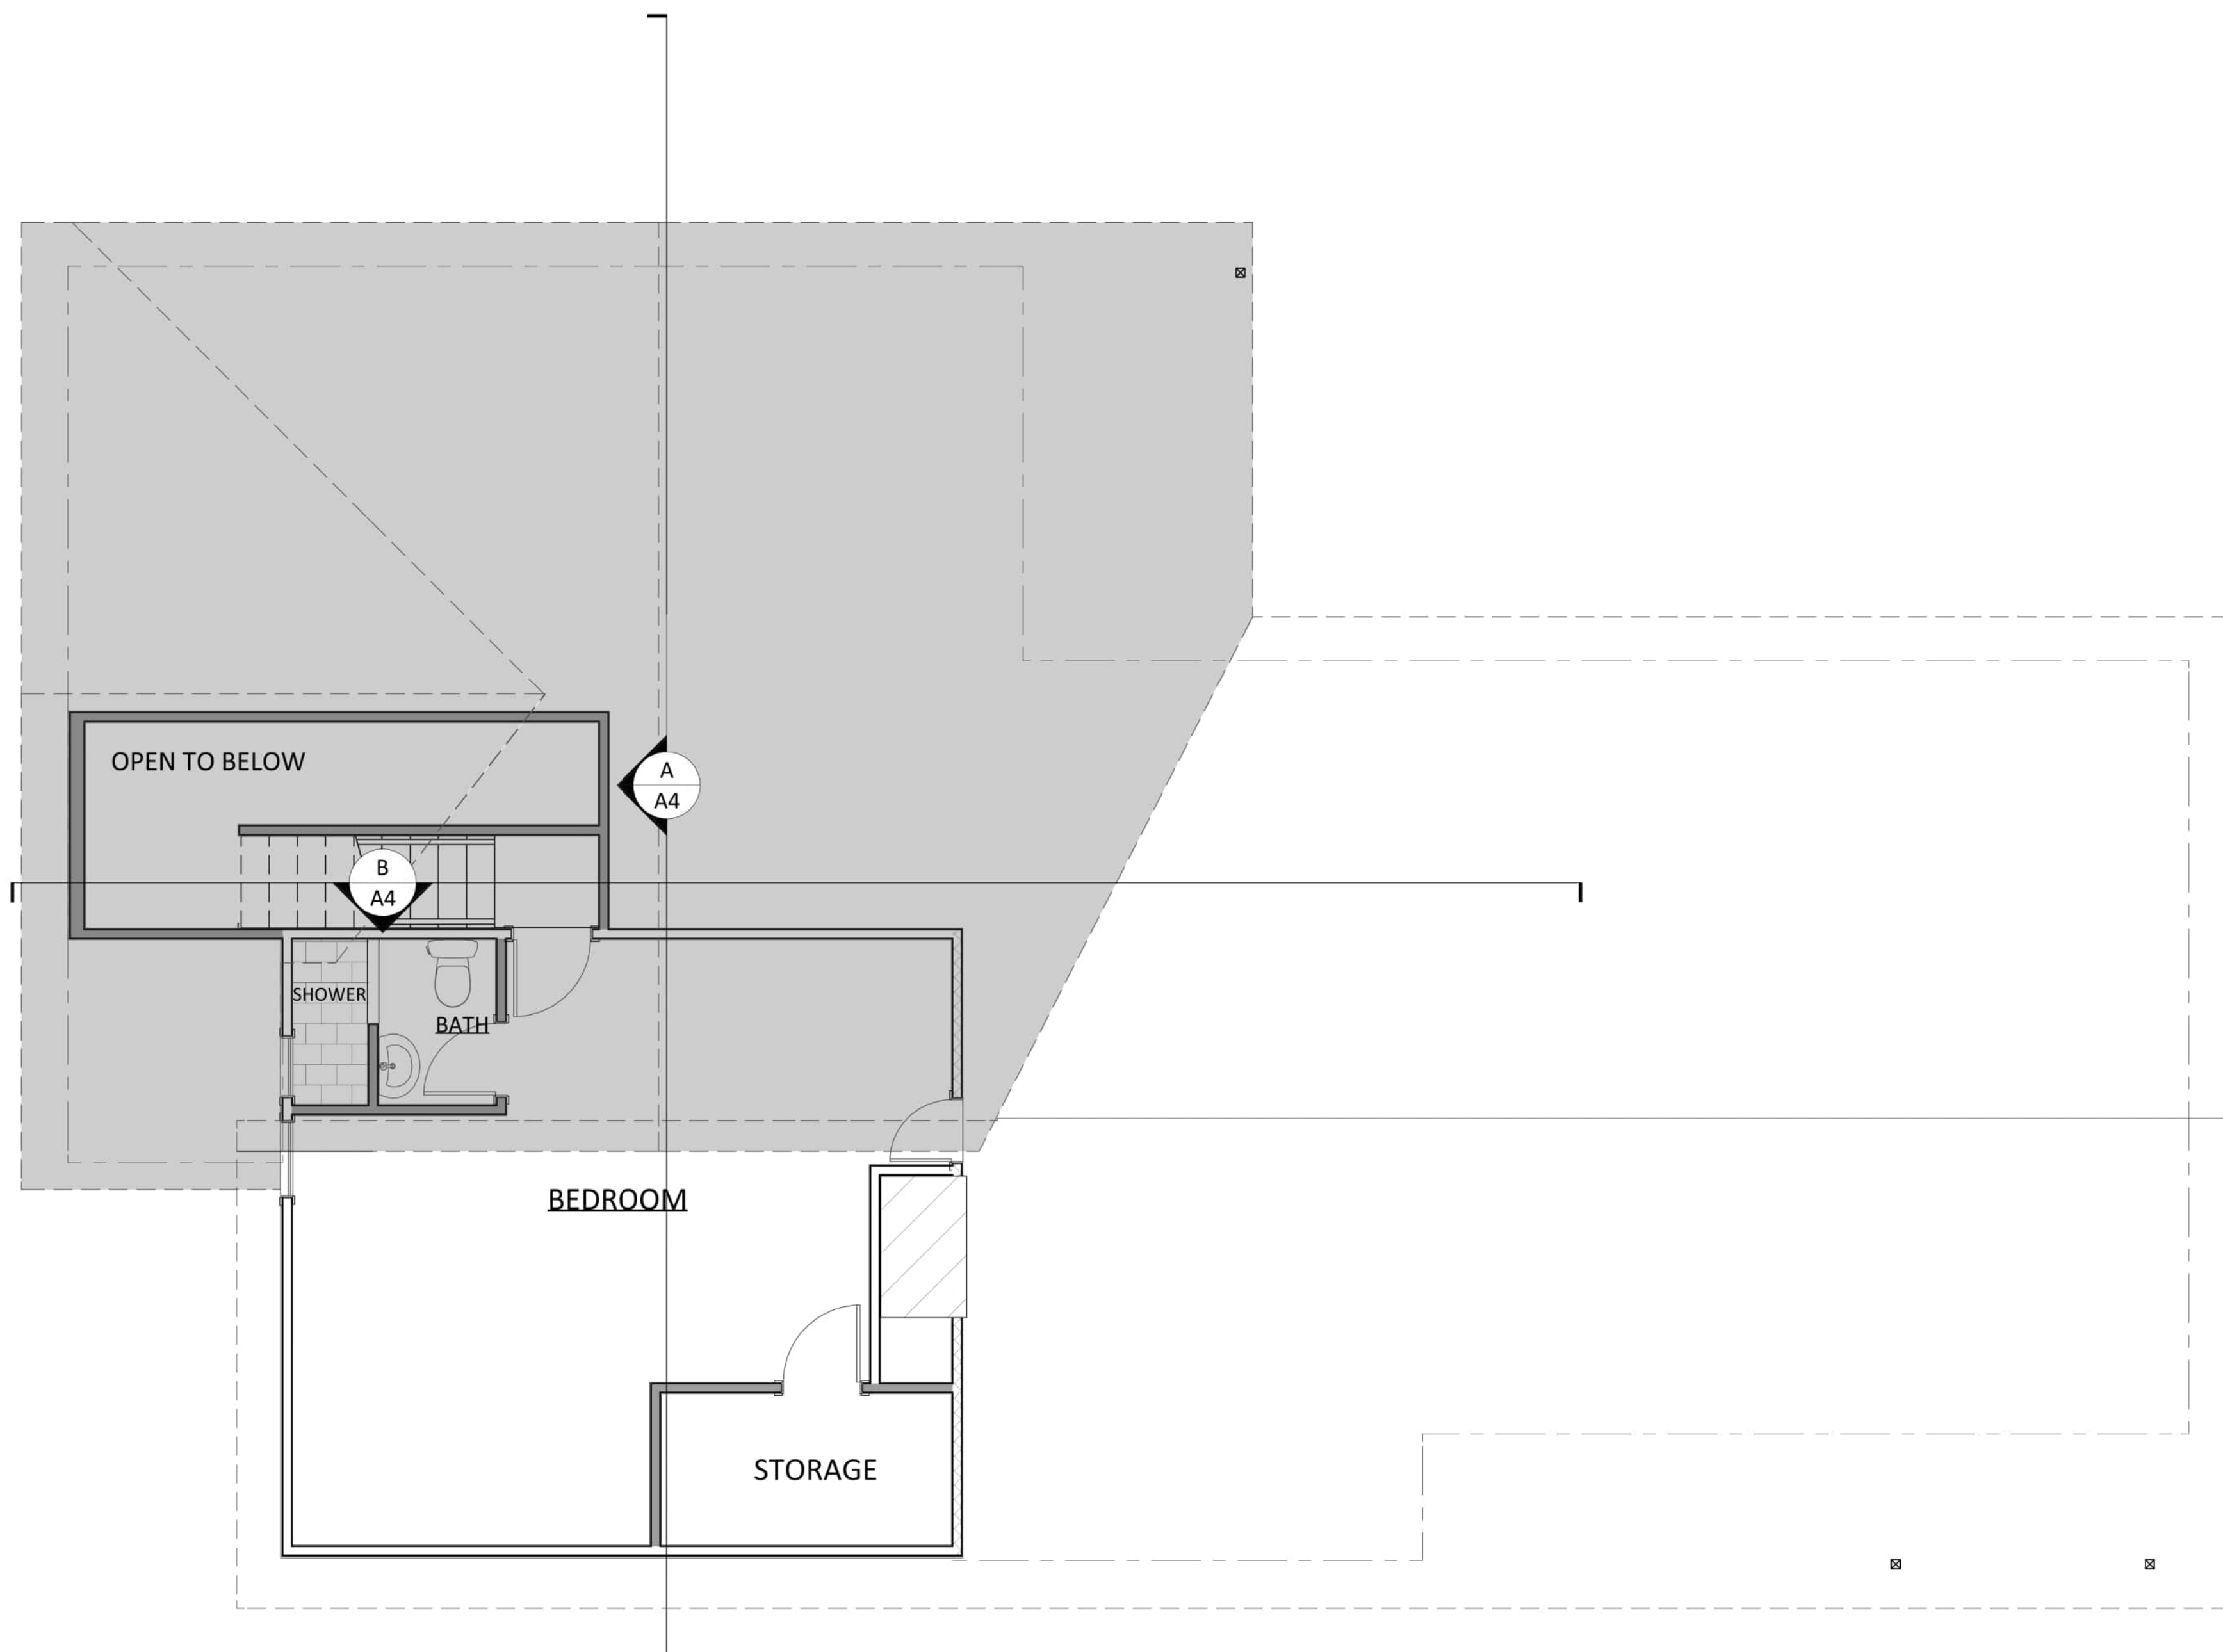 OPEN TO BELOW
A
A4
B
A4
SHOWER
BATH
BEDROOM
STORAGE